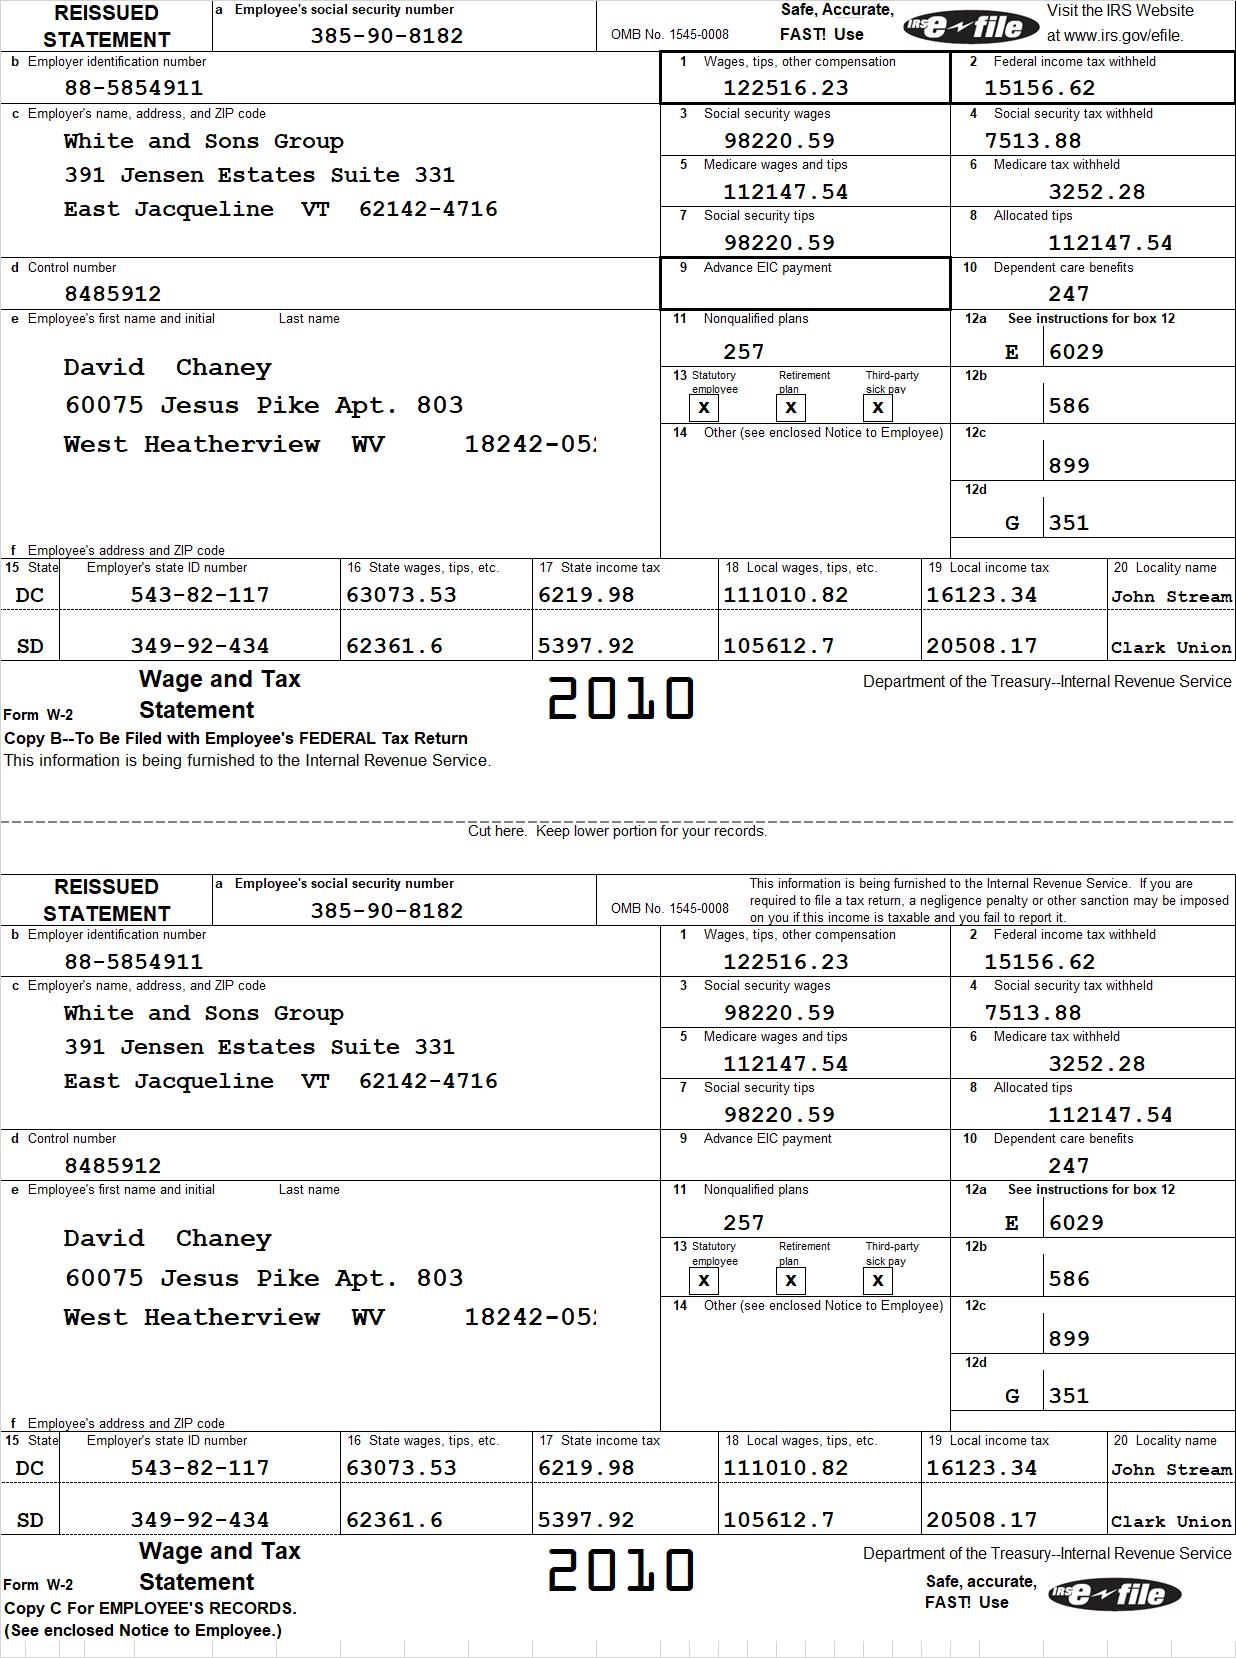 REISSUED STATEMENT
a Employee's social security number
385-90-8182
OMB No. 1545-0008
Safe, Accurate,
FAST! Use
IRS e-file
Visit the IRS Website
at www.irs.gov/efile.
b Employer identification number
88-5854911
1 Wages, tips, other compensation
122516.23
2 Federal income tax withheld
15156.62
c Employer's name, address, and ZIP code
White and Sons Group
391 Jensen Estates Suite 331
East Jacqueline VT 62142-4716
3 Social security wages
98220.59
4 Social security tax withheld
7513.88
5 Medicare wages and tips
112147.54
6 Medicare tax withheld
3252.28
7 Social security tips
98220.59
8 Allocated tips
112147.54
d Control number
8485912
9 Advance EIC payment
10 Dependent care benefits
247
e Employee's first name and initial Last name
David Chaney
60075 Jesus Pike Apt. 803
West Heatherview WV
11 Nonqualified plans
257
12a See instructions for box 12
E 6029
13 Statutory employee X
Retirement plan X
Third-party sick pay X
12b
586
14 Other (see enclosed Notice to Employee)
12c
899
12d
G 351
f Employee's address and ZIP code
15 State Employer's state ID number 16 State wages, tips, etc. 17 State income tax 18 Local wages, tips, etc. 19 Local income tax 20 Locality name
DC 543-82-117 63073.53 6219.98 111010.82 16123.34 John Stream
SD 349-92-434 62361.6 5397.92 105612.7 20508.17 Clark Union
Form W-2
Wage and Tax
Statement
2010
Department of the Treasury--Internal Revenue Service
Copy B--To Be Filed with Employee's FEDERAL Tax Return
This information is being furnished to the Internal Revenue Service.
Cut here. Keep lower portion for your records.
REISSUED STATEMENT
a Employee's social security number
385-90-8182
OMB No. 1545-0008
This information is being furnished to the Internal Revenue Service. If you are
required to file a tax return, a negligence penalty or other sanction may be imposed
on you if this income is taxable and you fail to report it.
b Employer identification number
88-5854911
1 Wages, tips, other compensation
122516.23
2 Federal income tax withheld
15156.62
c Employer's name, address, and ZIP code
White and Sons Group
391 Jensen Estates Suite 331
East Jacqueline VT 62142-4716
3 Social security wages
98220.59
4 Social security tax withheld
7513.88
5 Medicare wages and tips
112147.54
6 Medicare tax withheld
3252.28
7 Social security tips
98220.59
8 Allocated tips
112147.54
d Control number
8485912
9 Advance EIC payment
10 Dependent care benefits
247
e Employee's first name and initial Last name
David Chaney
60075 Jesus Pike Apt. 803
West Heatherview WV
11 Nonqualified plans
257
12a See instructions for box 12
E 6029
13 Statutory employee X
Retirement plan X
Third-party sick pay X
12b
586
14 Other (see enclosed Notice to Employee)
12c
899
12d
G 351
f Employee's address and ZIP code
15 State Employer's state ID number 16 State wages, tips, etc. 17 State income tax 18 Local wages, tips, etc. 19 Local income tax 20 Locality name
DC 543-82-117 63073.53 6219.98 111010.82 16123.34 John Stream
SD 349-92-434 62361.6 5397.92 105612.7 20508.17 Clark Union
Form W-2
Wage and Tax
Statement
2010
Department of the Treasury--Internal Revenue Service
Safe, accurate,
FAST! Use
IRS e-file
Copy C For EMPLOYEE'S RECORDS.
(See enclosed Notice to Employee.)